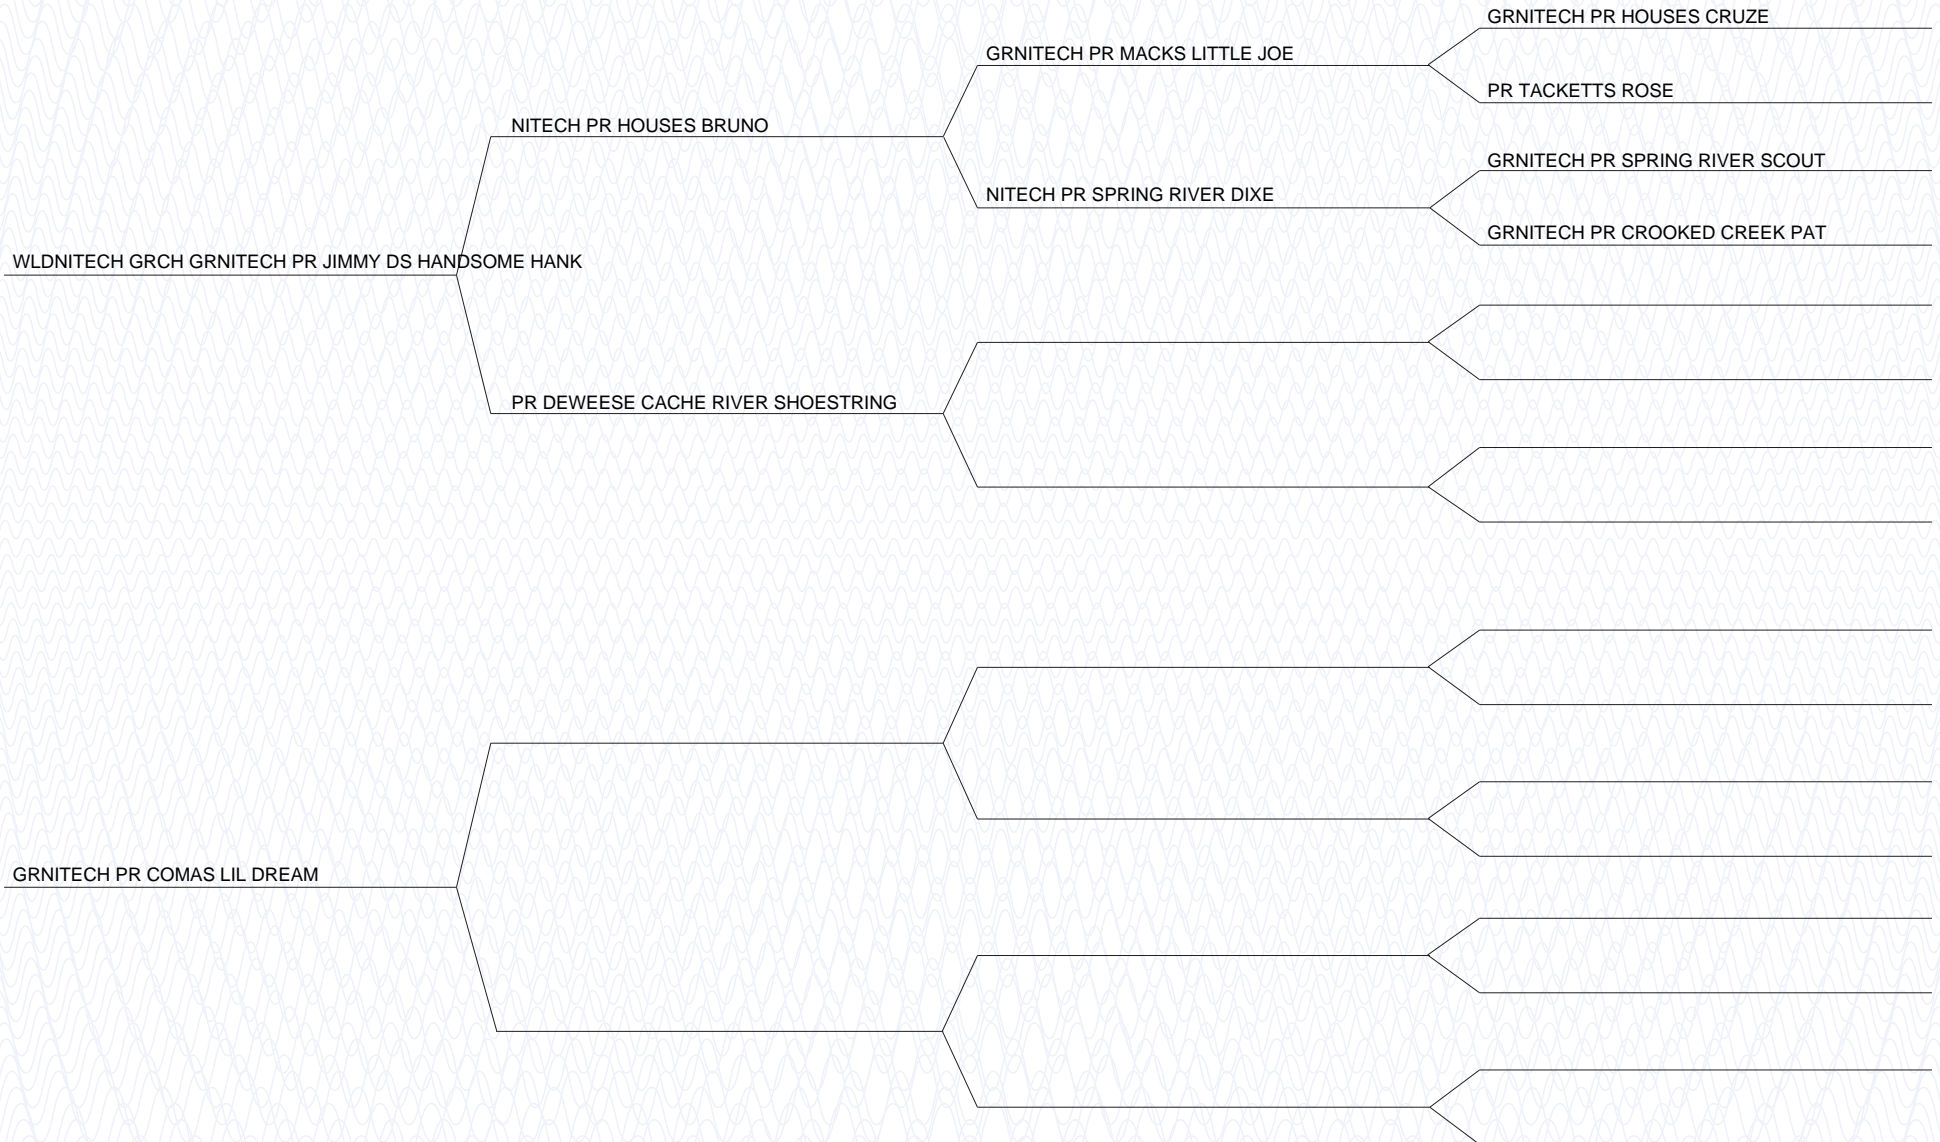 GRNITECH PR HOUSES CRUZE
GRNITECH PR MACKS LITTLE JOE
PR TACKETTS ROSE
NITECH PR HOUSES BRUNO
GRNITECH PR SPRING RIVER SCOUT
NITECH PR SPRING RIVER DIXE
GRNITECH PR CROOKED CREEK PAT
WLDNITECH GRCH GRNITECH PR JIMMY DS HANDSOME HANK
PR DEWEESE CACHE RIVER SHOESTRING
GRNITECH PR COMAS LIL DREAM